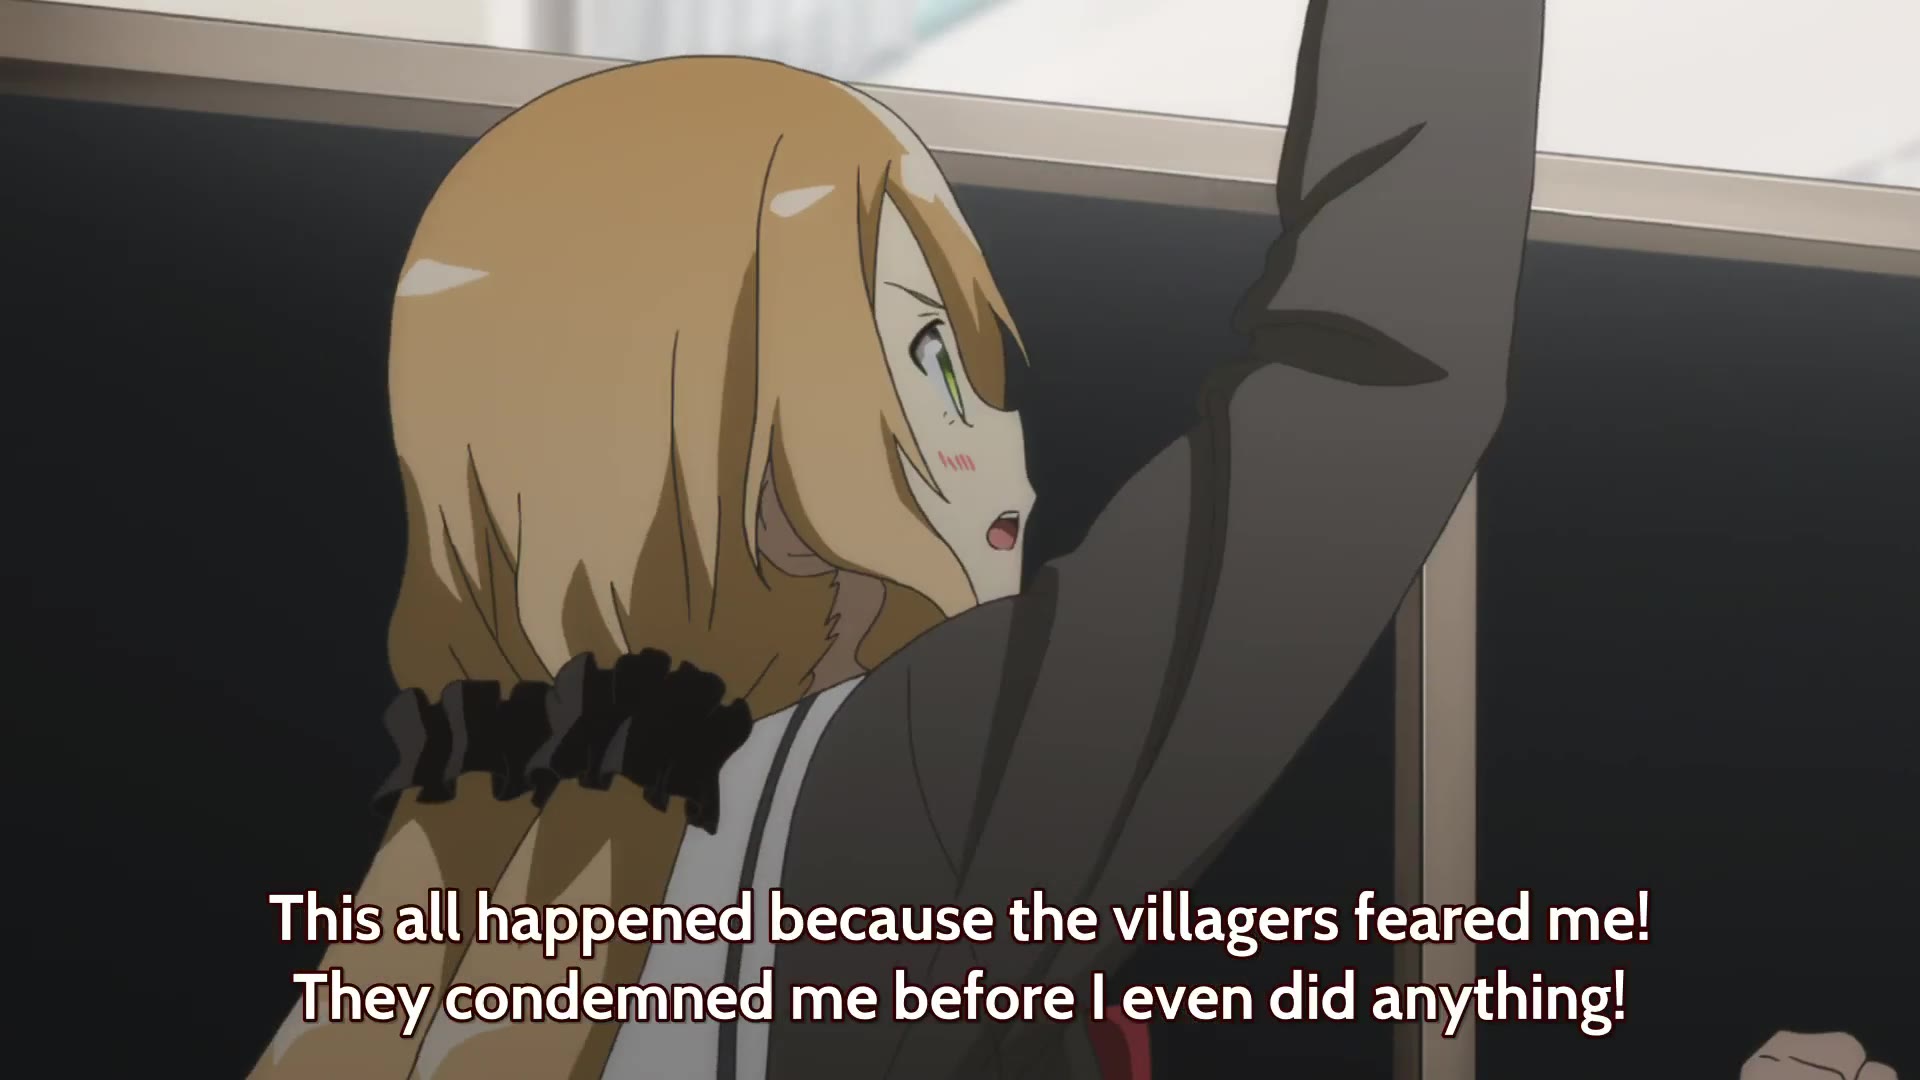 This all happened because the villagers feared me!
They condemned me before I even did anything!